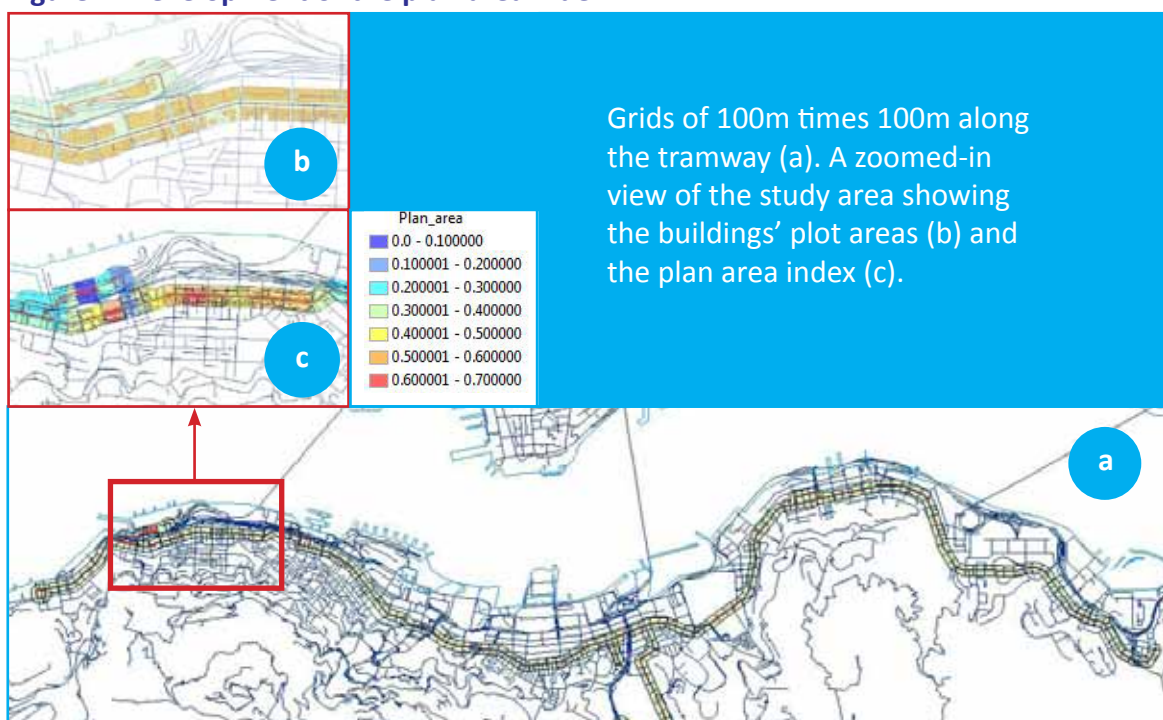 b
Grids of 100m times 100m along
the tramway (a). A zoomed-in
view of the study area showing
the buildings’ plot areas (b) and
the plan area index (c).
c
Plan_area
0.0 - 0.100000
0.100001 - 0.200000
0.200001 - 0.300000
0.300001 - 0.400000
0.400001 - 0.500000
0.500001 - 0.600000
0.600001 - 0.700000
a